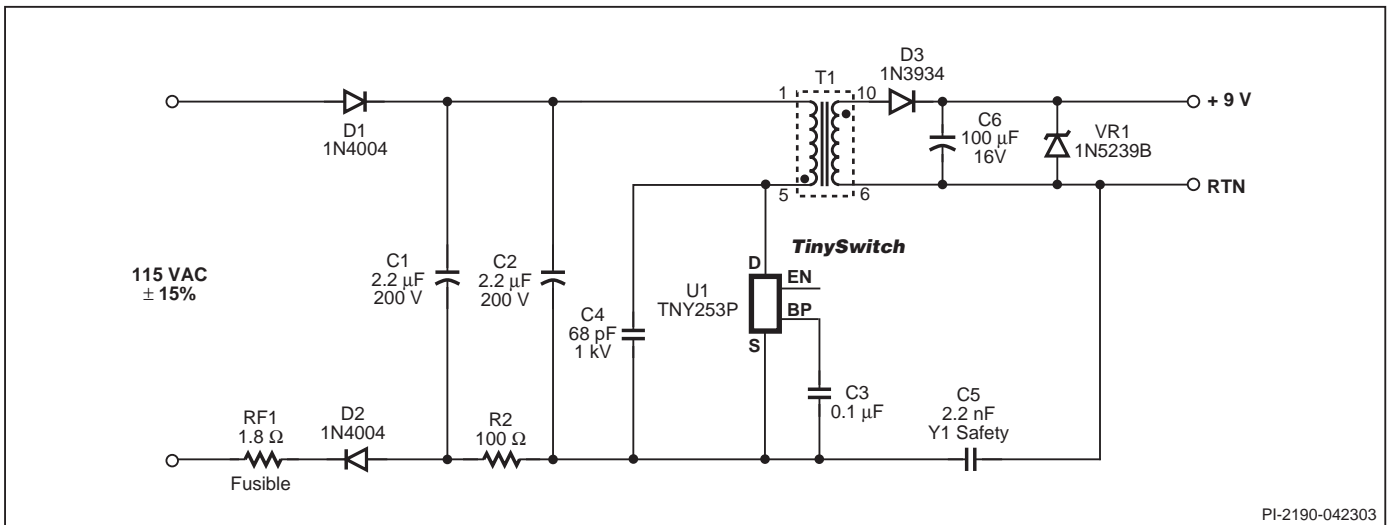 D3
1N3934
T1
1
10
+ 9 V
D1
1N4004
C6
100 µF
16V
VR1
1N5239B
5
6
RTN
TinySwitch
115 VAC
± 15%
C1
2.2 µF
200 V
C2
2.2 µF
200 V
D
EN
U1
TNY253P
BP
S
C4
68 pF
1 kV
C3
0.1 µF
C5
2.2 nF
Y1 Safety
RF1
1.8 Ω
Fusible
D2
1N4004
R2
100 Ω
PI-2190-042303